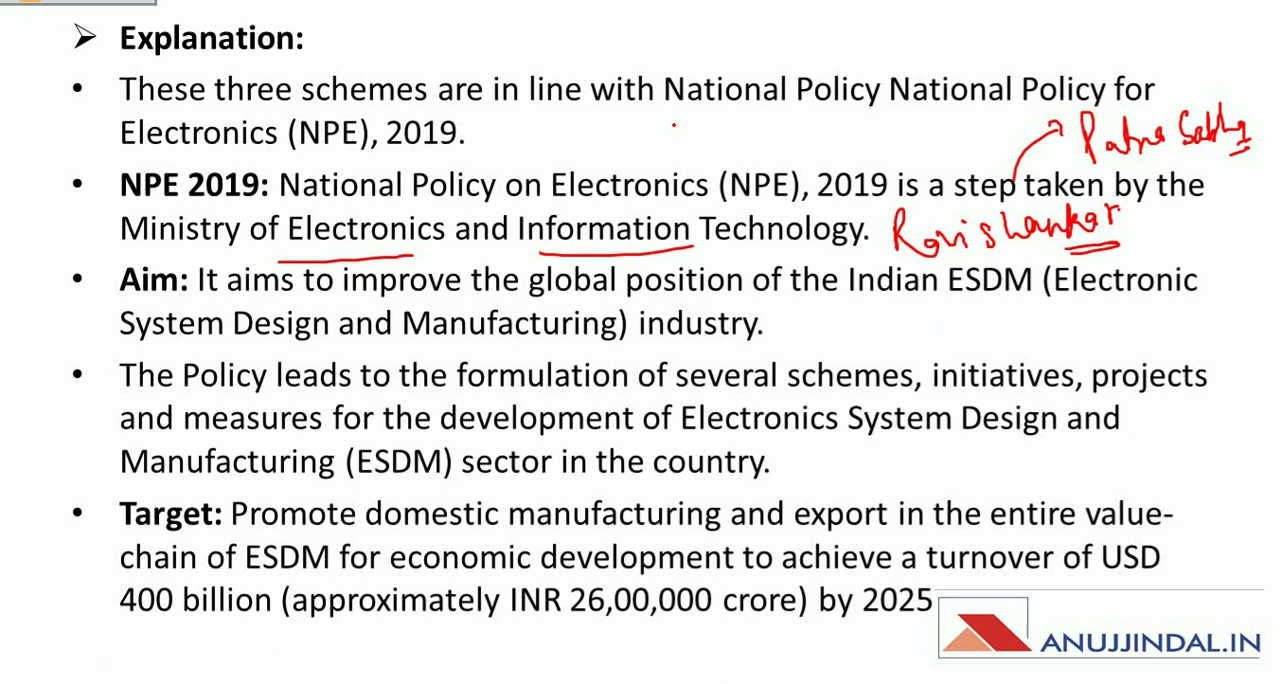 ➢ Explanation:
• These three schemes are in line with National Policy National Policy for
Electronics (NPE), 2019.
Patna Sahib
• NPE 2019: National Policy on Electronics (NPE), 2019 is a step taken by the
Ministry of Electronics and Information Technology. Ravi Shankar
• Aim: It aims to improve the global position of the Indian ESDM (Electronic
System Design and Manufacturing) industry.
• The Policy leads to the formulation of several schemes, initiatives, projects
and measures for the development of Electronics System Design and
Manufacturing (ESDM) sector in the country.
• Target: Promote domestic manufacturing and export in the entire value-
chain of ESDM for economic development to achieve a turnover of USD
400 billion (approximately INR 26,00,000 crore) by 2025
ANUJJINDAL.IN